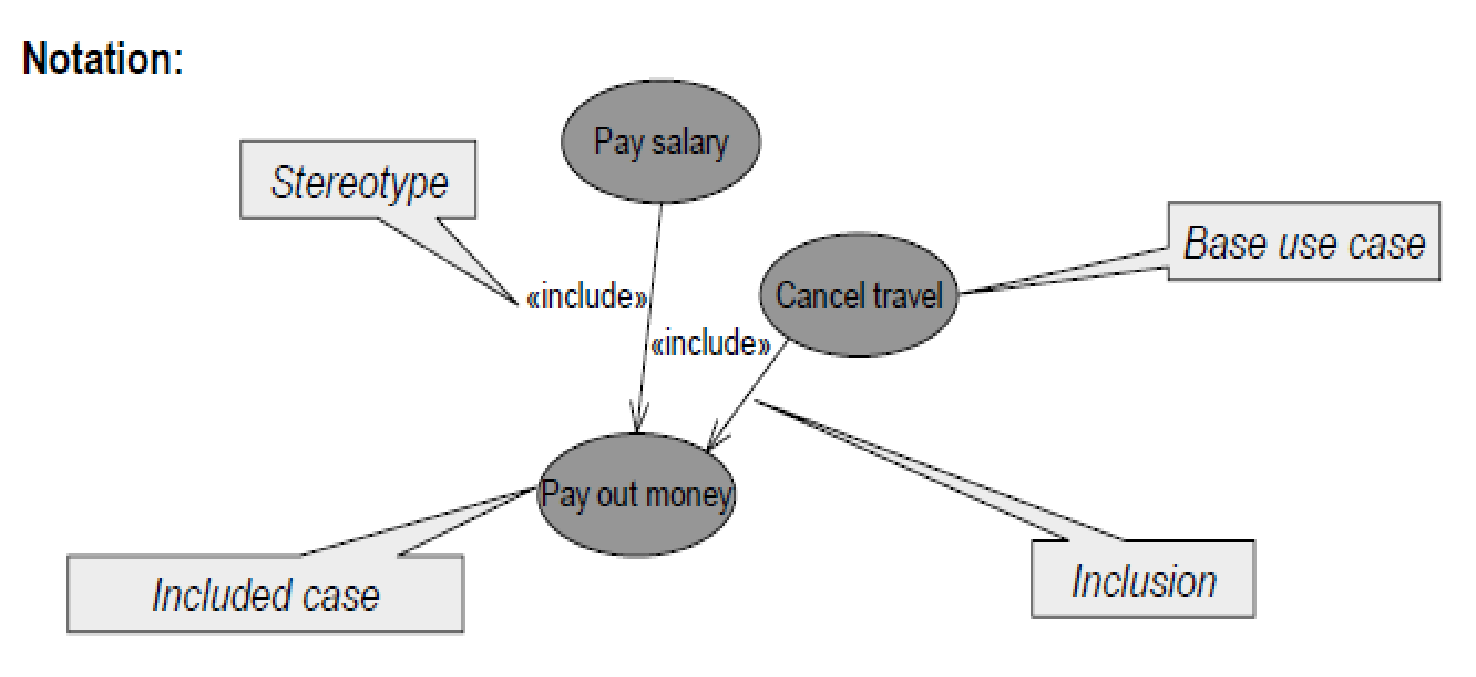 Notation:
Pay salary
Stereotype
Base use case
«include»
Cancel travel
«include»
Pay out money
Included case
Inclusion